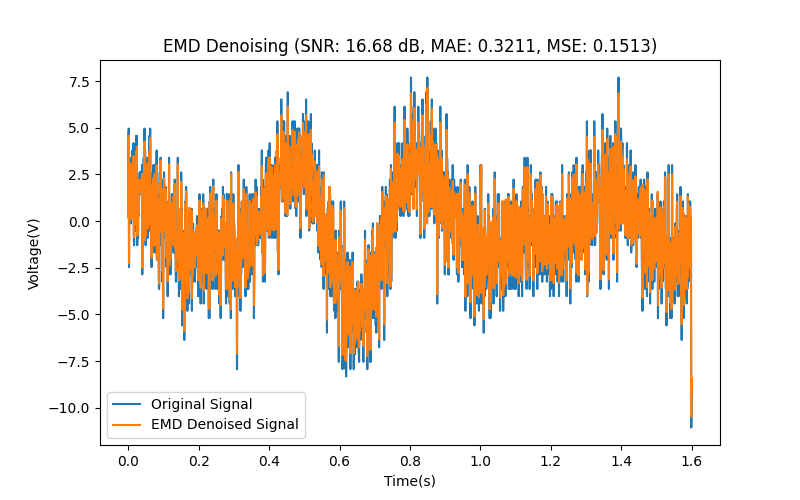 EMD Denoising (SNR: 16.68 dB, MAE: 0.3211, MSE: 0.1513)
7.5
5.0
2.5
0.0
−2.5
−5.0
−7.5
−10.0
Voltage(V)
Original Signal
EMD Denoised Signal
0.0 0.2 0.4 0.6 0.8 1.0 1.2 1.4 1.6
Time(s)